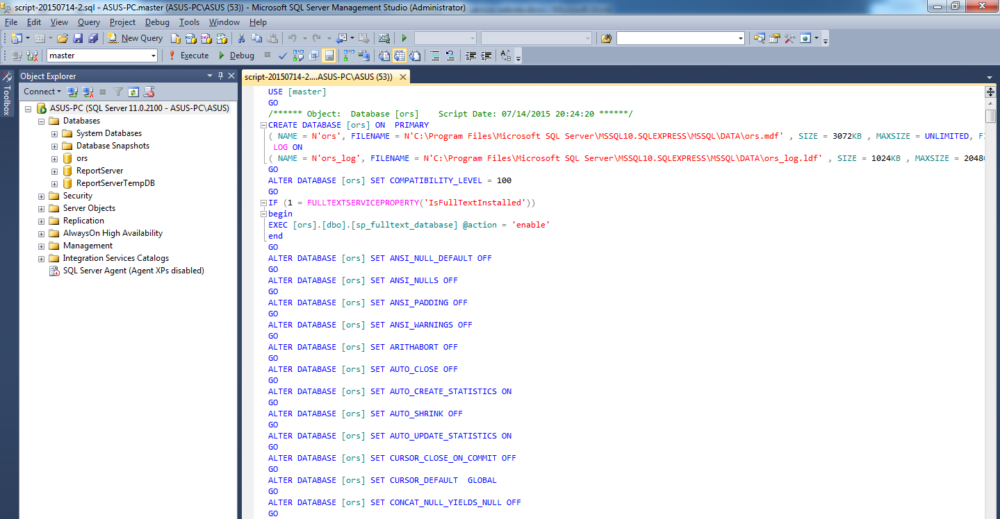 script-20150714-2.sql - ASUS-PC.master (ASUS-PC\ASUS (53)) - Microsoft SQL Server Management Studio (Administrator)
File Edit View Query Project Debug Tools Window Help
New Query
master Execute Debug
Toolbox
Object Explorer
Connect
ASUS-PC (SQL Server 11.0.2100 - ASUS-PC\ASUS)
Databases
System Databases
Database Snapshots
ors
ReportServer
ReportServerTempDB
Security
Server Objects
Replication
AlwaysOn High Availability
Management
Integration Services Catalogs
SQL Server Agent (Agent XPs disabled)
script-20150714-2....ASUS-PC\ASUS (53))
USE [master]
GO
/****** Object:  Database [ors]    Script Date: 07/14/2015 20:24:20 ******/
CREATE DATABASE [ors] ON  PRIMARY
( NAME = N'ors', FILENAME = N'C:\Program Files\Microsoft SQL Server\MSSQL10.SQLEXPRESS\MSSQL\DATA\ors.mdf' , SIZE = 3072KB , MAXSIZE = UNLIMITED, FI
LOG ON
( NAME = N'ors_log', FILENAME = N'C:\Program Files\Microsoft SQL Server\MSSQL10.SQLEXPRESS\MSSQL\DATA\ors_log.ldf' , SIZE = 1024KB , MAXSIZE = 2048
GO
ALTER DATABASE [ors] SET COMPATIBILITY_LEVEL = 100
GO
IF (1 = FULLTEXTSERVICEPROPERTY('IsFullTextInstalled'))
begin
EXEC [ors].[dbo].[sp_fulltext_database] @action = 'enable'
end
GO
ALTER DATABASE [ors] SET ANSI_NULL_DEFAULT OFF
GO
ALTER DATABASE [ors] SET ANSI_NULLS OFF
GO
ALTER DATABASE [ors] SET ANSI_PADDING OFF
GO
ALTER DATABASE [ors] SET ANSI_WARNINGS OFF
GO
ALTER DATABASE [ors] SET ARITHABORT OFF
GO
ALTER DATABASE [ors] SET AUTO_CLOSE OFF
GO
ALTER DATABASE [ors] SET AUTO_CREATE_STATISTICS ON
GO
ALTER DATABASE [ors] SET AUTO_SHRINK OFF
GO
ALTER DATABASE [ors] SET AUTO_UPDATE_STATISTICS ON
GO
ALTER DATABASE [ors] SET CURSOR_CLOSE_ON_COMMIT OFF
GO
ALTER DATABASE [ors] SET CURSOR_DEFAULT  GLOBAL
GO
ALTER DATABASE [ors] SET CONCAT_NULL_YIELDS_NULL OFF
GO